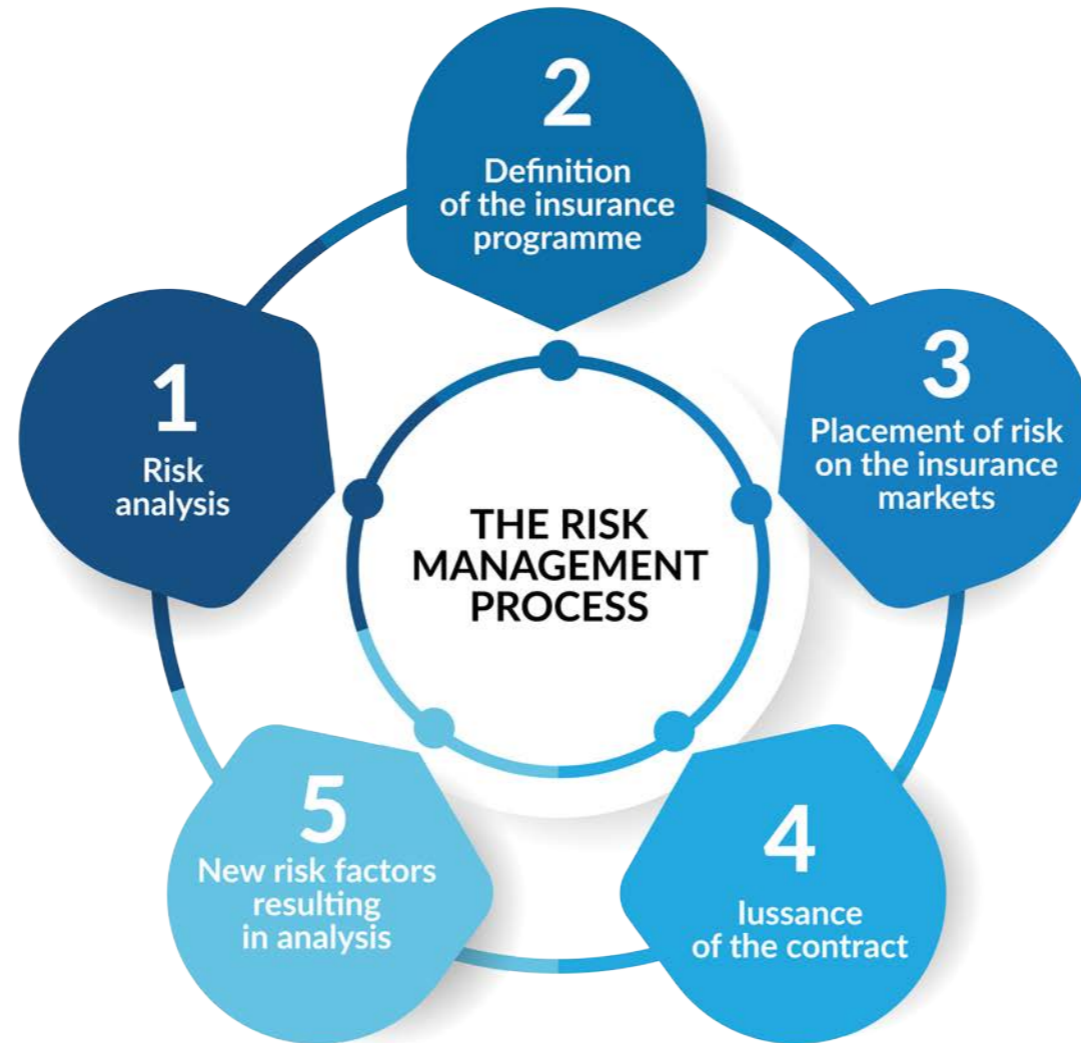 1
Risk
analysis
2
Definition
of the insurance
programme
3
Placement of risk
on the insurance
markets
4
Iussance
of the contract
5
New risk factors
resulting
in analysis
THE RISK
MANAGEMENT
PROCESS